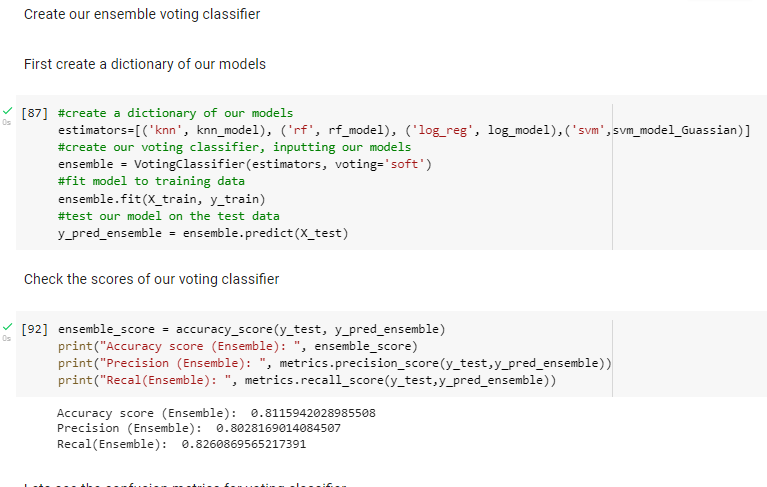 Create our ensemble voting classifier
First create a dictionary of our models
[87] #create a dictionary of our models
0s
estimators=[('knn', knn_model), ('rf', rf_model), ('log_reg', log_model),('svm',svm_model_Guassian)]
#create our voting classifier, inputting our models
ensemble = VotingClassifier(estimators, voting='soft')
#fit model to training data
ensemble.fit(X_train, y_train)
#test our model on the test data
y_pred_ensemble = ensemble.predict(X_test)
Check the scores of our voting classifier
[92] ensemble_score = accuracy_score(y_test, y_pred_ensemble)
0s
print("Accuracy score (Ensemble): ", ensemble_score)
print("Precision (Ensemble): ", metrics.precision_score(y_test,y_pred_ensemble))
print("Recal(Ensemble): ", metrics.recall_score(y_test,y_pred_ensemble))
Accuracy score (Ensemble):  0.8115942028985508
Precision (Ensemble):  0.8028169014084507
Recal(Ensemble):  0.8260869565217391